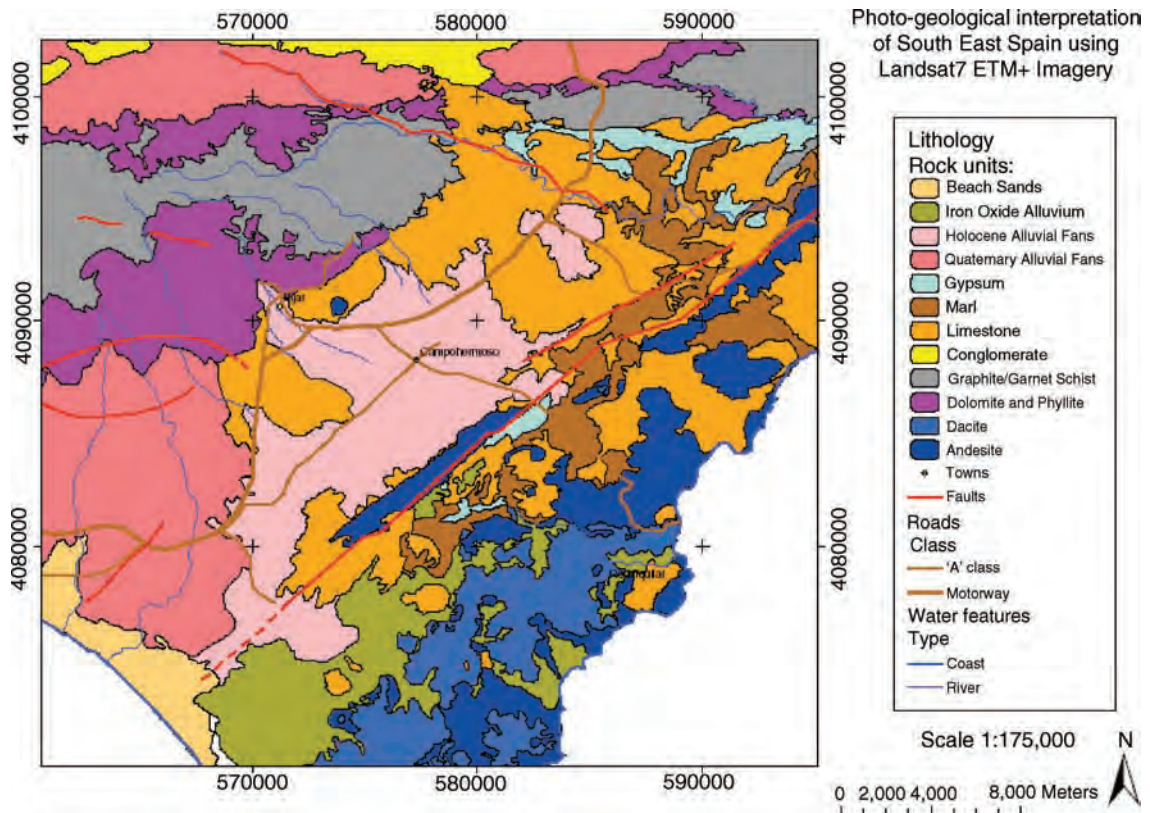 Photo-geological interpretation
of South East Spain using
Landsat7 ETM+ Imagery
570000 580000 590000
4100000 4100000
4090000 4090000
4080000 4080000
570000 580000 590000
Nijar
Campohermoso
Lithology
Rock units:
Beach Sands
Iron Oxide Alluvium
Holocene Alluvial Fans
Quaternary Alluvial Fans
Gypsum
Marl
Limestone
Conglomerate
Graphite/Garnet Schist
Dolomite and Phyllite
Dacite
Andesite
Towns
Faults
Roads
Class
'A' class
Motorway
Water features
Type
Coast
River
Scale 1:175,000 N
0 2,000 4,000 8,000 Meters